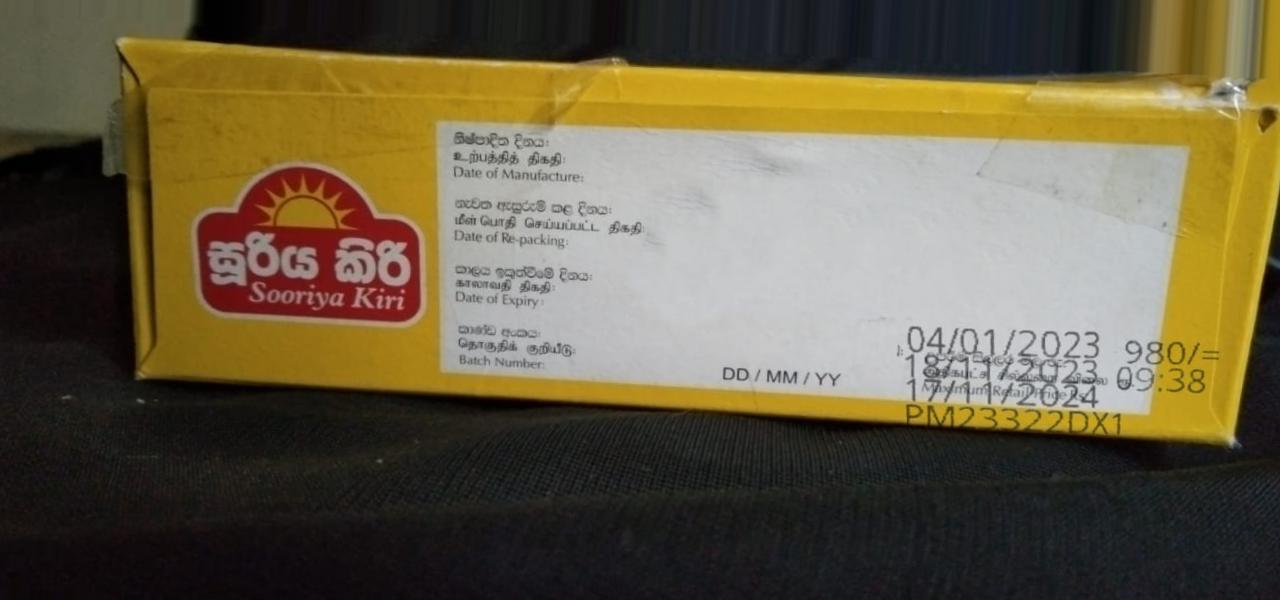 සූරිය කිරි
Sooriya Kiri
නිෂ්පාදිත දිනය:
உற்பத்தித் திகதி:
Date of Manufacture:
නැවත ඇසුරුම් කළ දිනය:
மீள் பொதி செய்யப்பட்ட திகதி:
Date of Re-packing:
කාලය ඉකුත්වීමේ දිනය:
காலாவதி திகதி:
Date of Expiry:
කාණ්ඩ අංකය:
தொகுதிக் குறியீடு:
Batch Number:
DD / MM / YY
04/01/2023 980/=
18/11/2023 09:38
Maximum Retail Price Rs.
17/11/2024
PM23322DX1